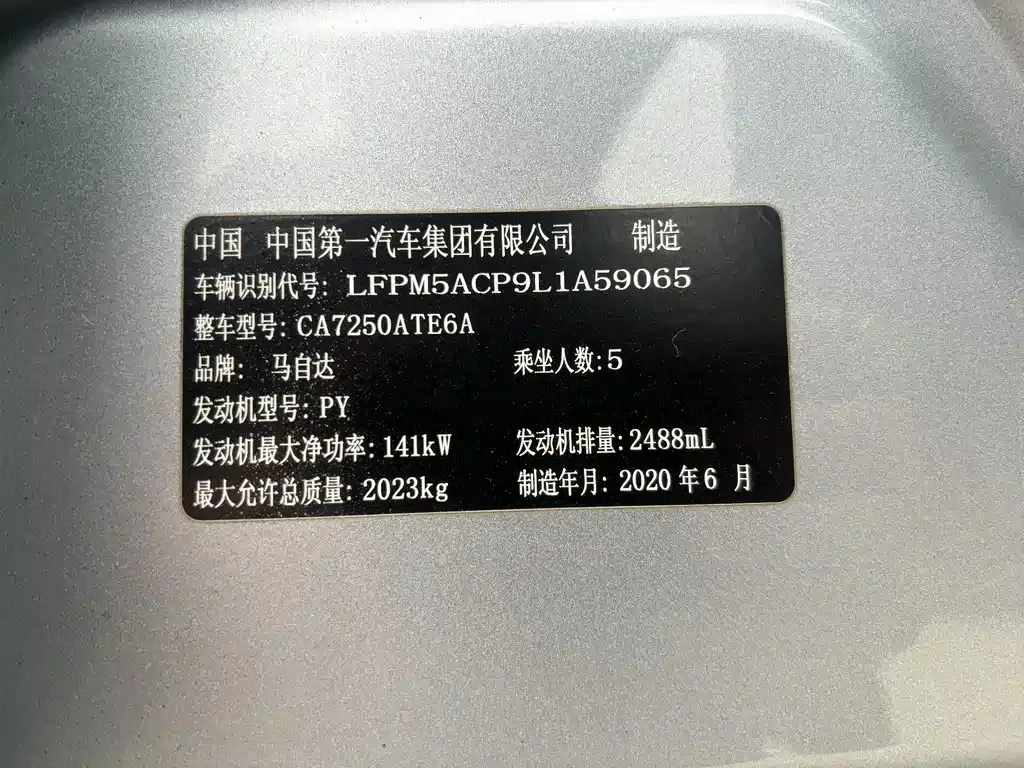 中国 中国第一汽车集团有限公司 制造
车辆识别代号: LFPM5ACP9L1A59065
整车型号: CA7250ATE6A
品牌: 马自达 乘坐人数: 5
发动机型号: PY
发动机最大净功率: 141kW 发动机排量: 2488mL
最大允许总质量: 2023kg 制造年月: 2020 年 6 月